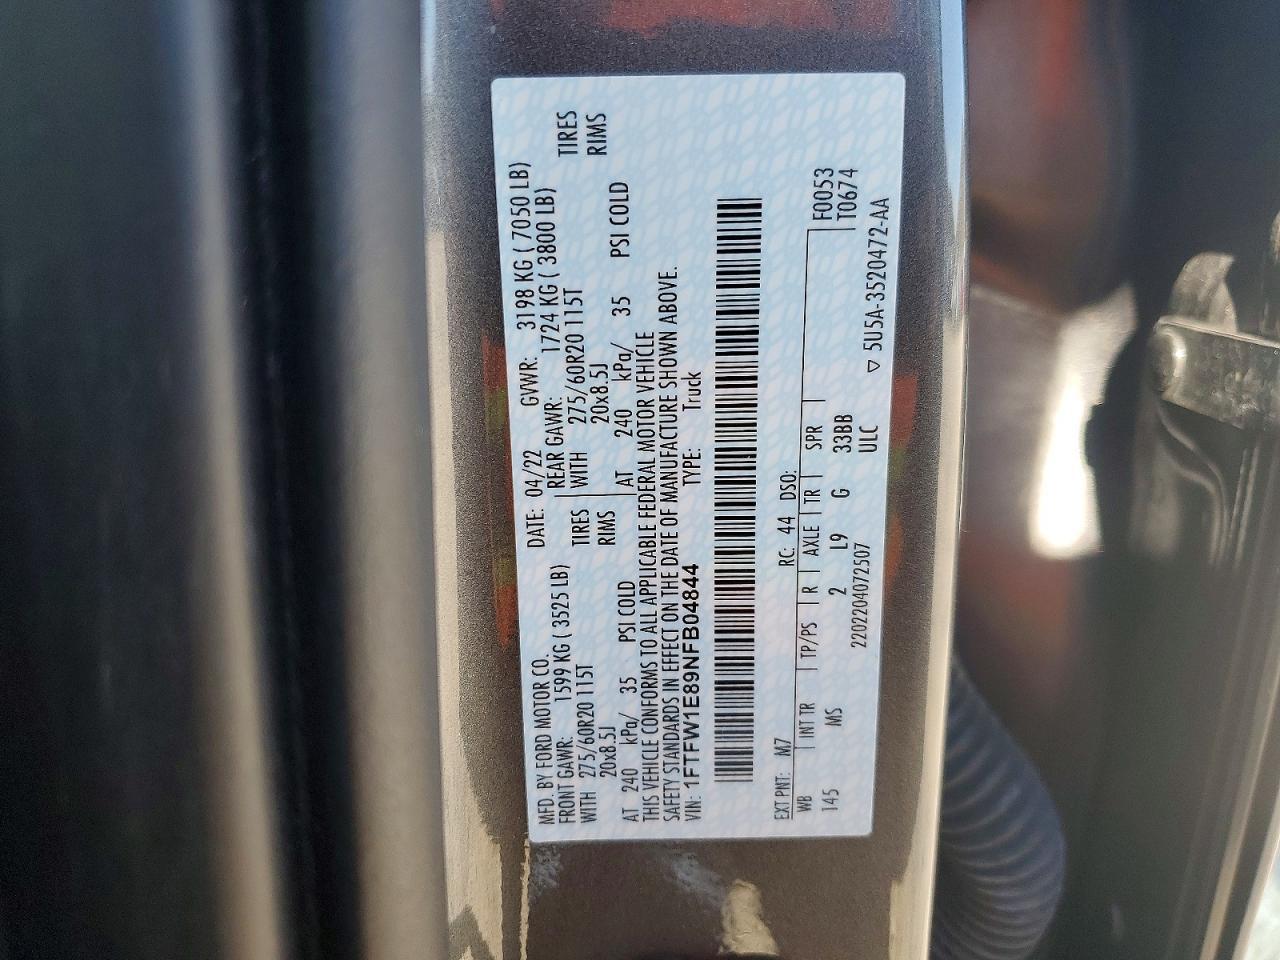 MFD. BY FORD MOTOR CO. DATE: 04/22 GVWR: 3198 KG ( 7050 LB)
FRONT GAWR: 1599 KG ( 3525 LB) REAR GAWR: 1724 KG ( 3800 LB)
WITH 275/60R20 115T TIRES WITH 275/60R20 115T TIRES
20x8.5J RIMS 20x8.5J RIMS
AT 240 kPa/ 35 PSI COLD AT 240 kPa/ 35 PSI COLD
THIS VEHICLE CONFORMS TO ALL APPLICABLE FEDERAL MOTOR VEHICLE
SAFETY STANDARDS IN EFFECT ON THE DATE OF MANUFACTURE SHOWN ABOVE.
VIN: 1FTFW1E89NFB04844 TYPE: Truck
EXT PNT: M7 RC: 44 DSO:
WB INT TR TP/PS R AXLE TR SPR F0053
145 MS 2 L9 G 33BB T0674
2202204072507 ULC
▽ 5U5A-3520472-AA